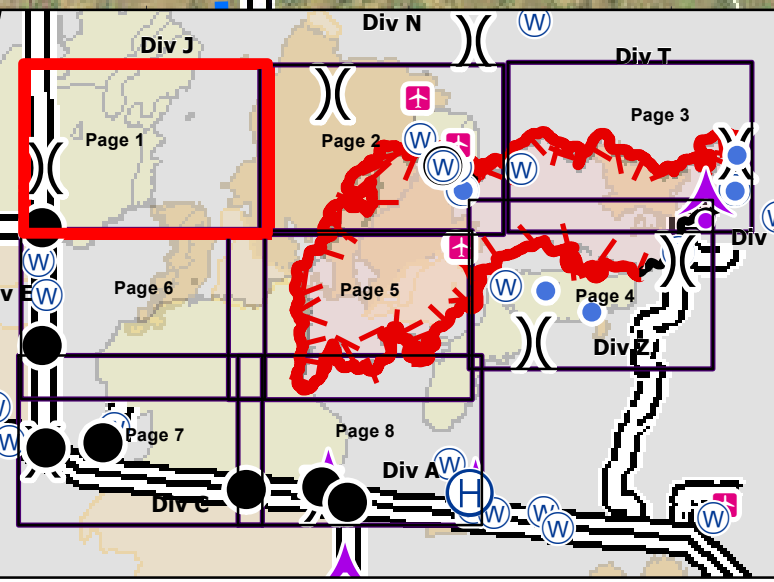 Div N
W
Div J
Div T
Page 1
Page 2
Page 3
W
W
W
W
Div
W
v E
W
Page 6
Page 5
W
Page 4
Div Z
W
W
W
Page 7
Page 8
Div A
W
H
Div C
W
W
W
W